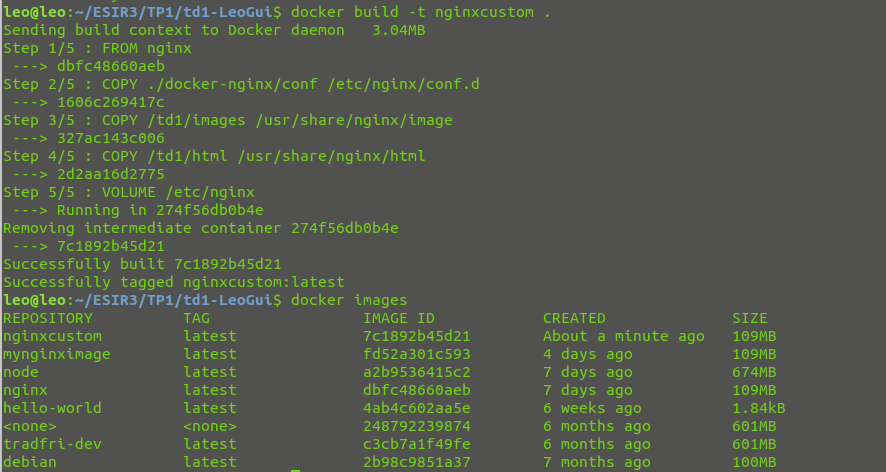 leo@leo:~/ESIR3/TP1/td1-LeoGui$ docker build -t nginxcustom .
Sending build context to Docker daemon   3.04MB
Step 1/5 : FROM nginx
 ---> dbfc48660aeb
Step 2/5 : COPY ./docker-nginx/conf /etc/nginx/conf.d
 ---> 1606c269417c
Step 3/5 : COPY /td1/images /usr/share/nginx/image
 ---> 327ac143c006
Step 4/5 : COPY /td1/html /usr/share/nginx/html
 ---> 2d2aa16d2775
Step 5/5 : VOLUME /etc/nginx
 ---> Running in 274f56db0b4e
Removing intermediate container 274f56db0b4e
 ---> 7c1892b45d21
Successfully built 7c1892b45d21
Successfully tagged nginxcustom:latest
leo@leo:~/ESIR3/TP1/td1-LeoGui$ docker images
REPOSITORY          TAG                 IMAGE ID            CREATED              SIZE
nginxcustom         latest              7c1892b45d21        About a minute ago   109MB
mynginximage        latest              fd52a301c593        4 days ago           109MB
node                latest              a2b9536415c2        7 days ago           674MB
nginx               latest              dbfc48660aeb        7 days ago           109MB
hello-world         latest              4ab4c602aa5e        6 weeks ago          1.84kB
<none>              <none>              248792239874        6 months ago         601MB
tradfri-dev         latest              c3cb7a1f49fe        6 months ago         601MB
debian              latest              2b98c9851a37        7 months ago         100MB